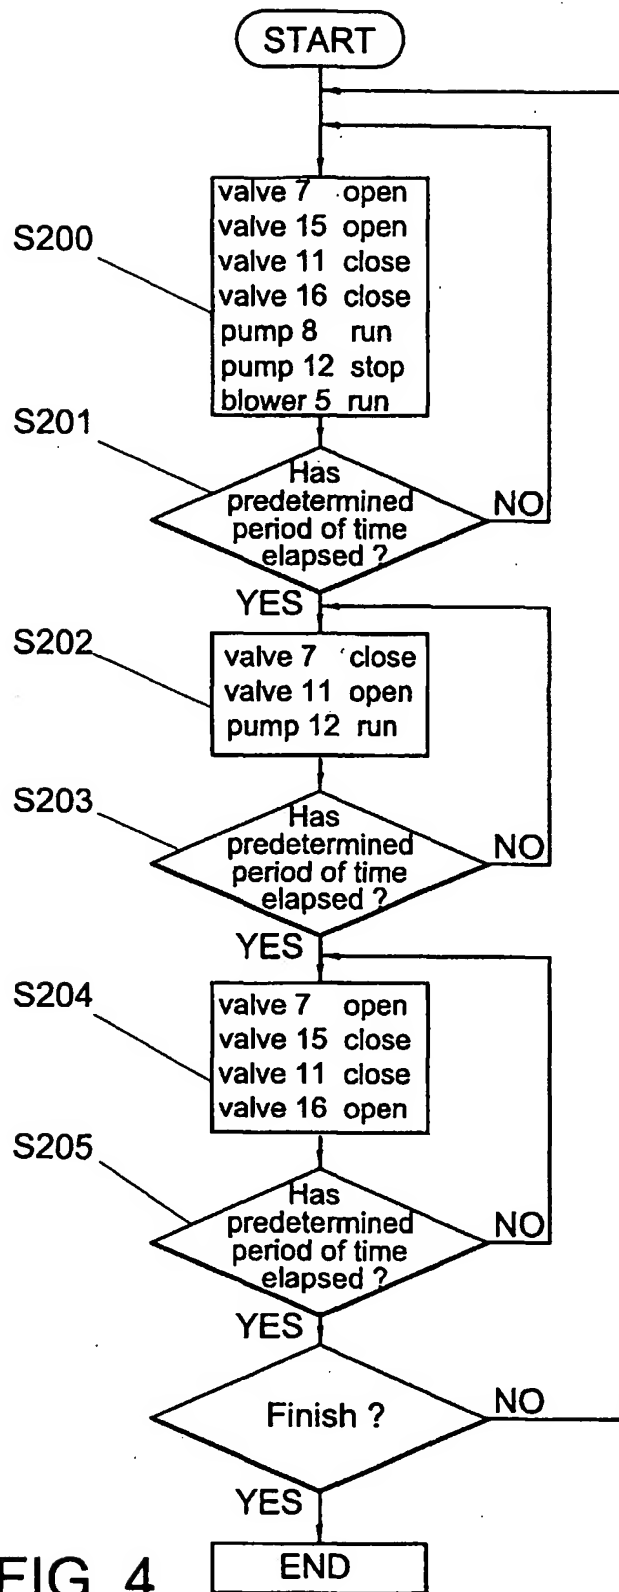 START
S200
valve 7 open
valve 15 open
valve 11 close
valve 16 close
pump 8 run
pump 12 stop
blower 5 run
S201
Has
predetermined
period of time
elapsed ?
NO
YES
S202
valve 7 close
valve 11 open
pump 12 run
S203
Has
predetermined
period of time
elapsed ?
NO
YES
S204
valve 7 open
valve 15 close
valve 11 close
valve 16 open
S205
Has
predetermined
period of time
elapsed ?
NO
YES
Finish ?
NO
YES
END
FIG. 4